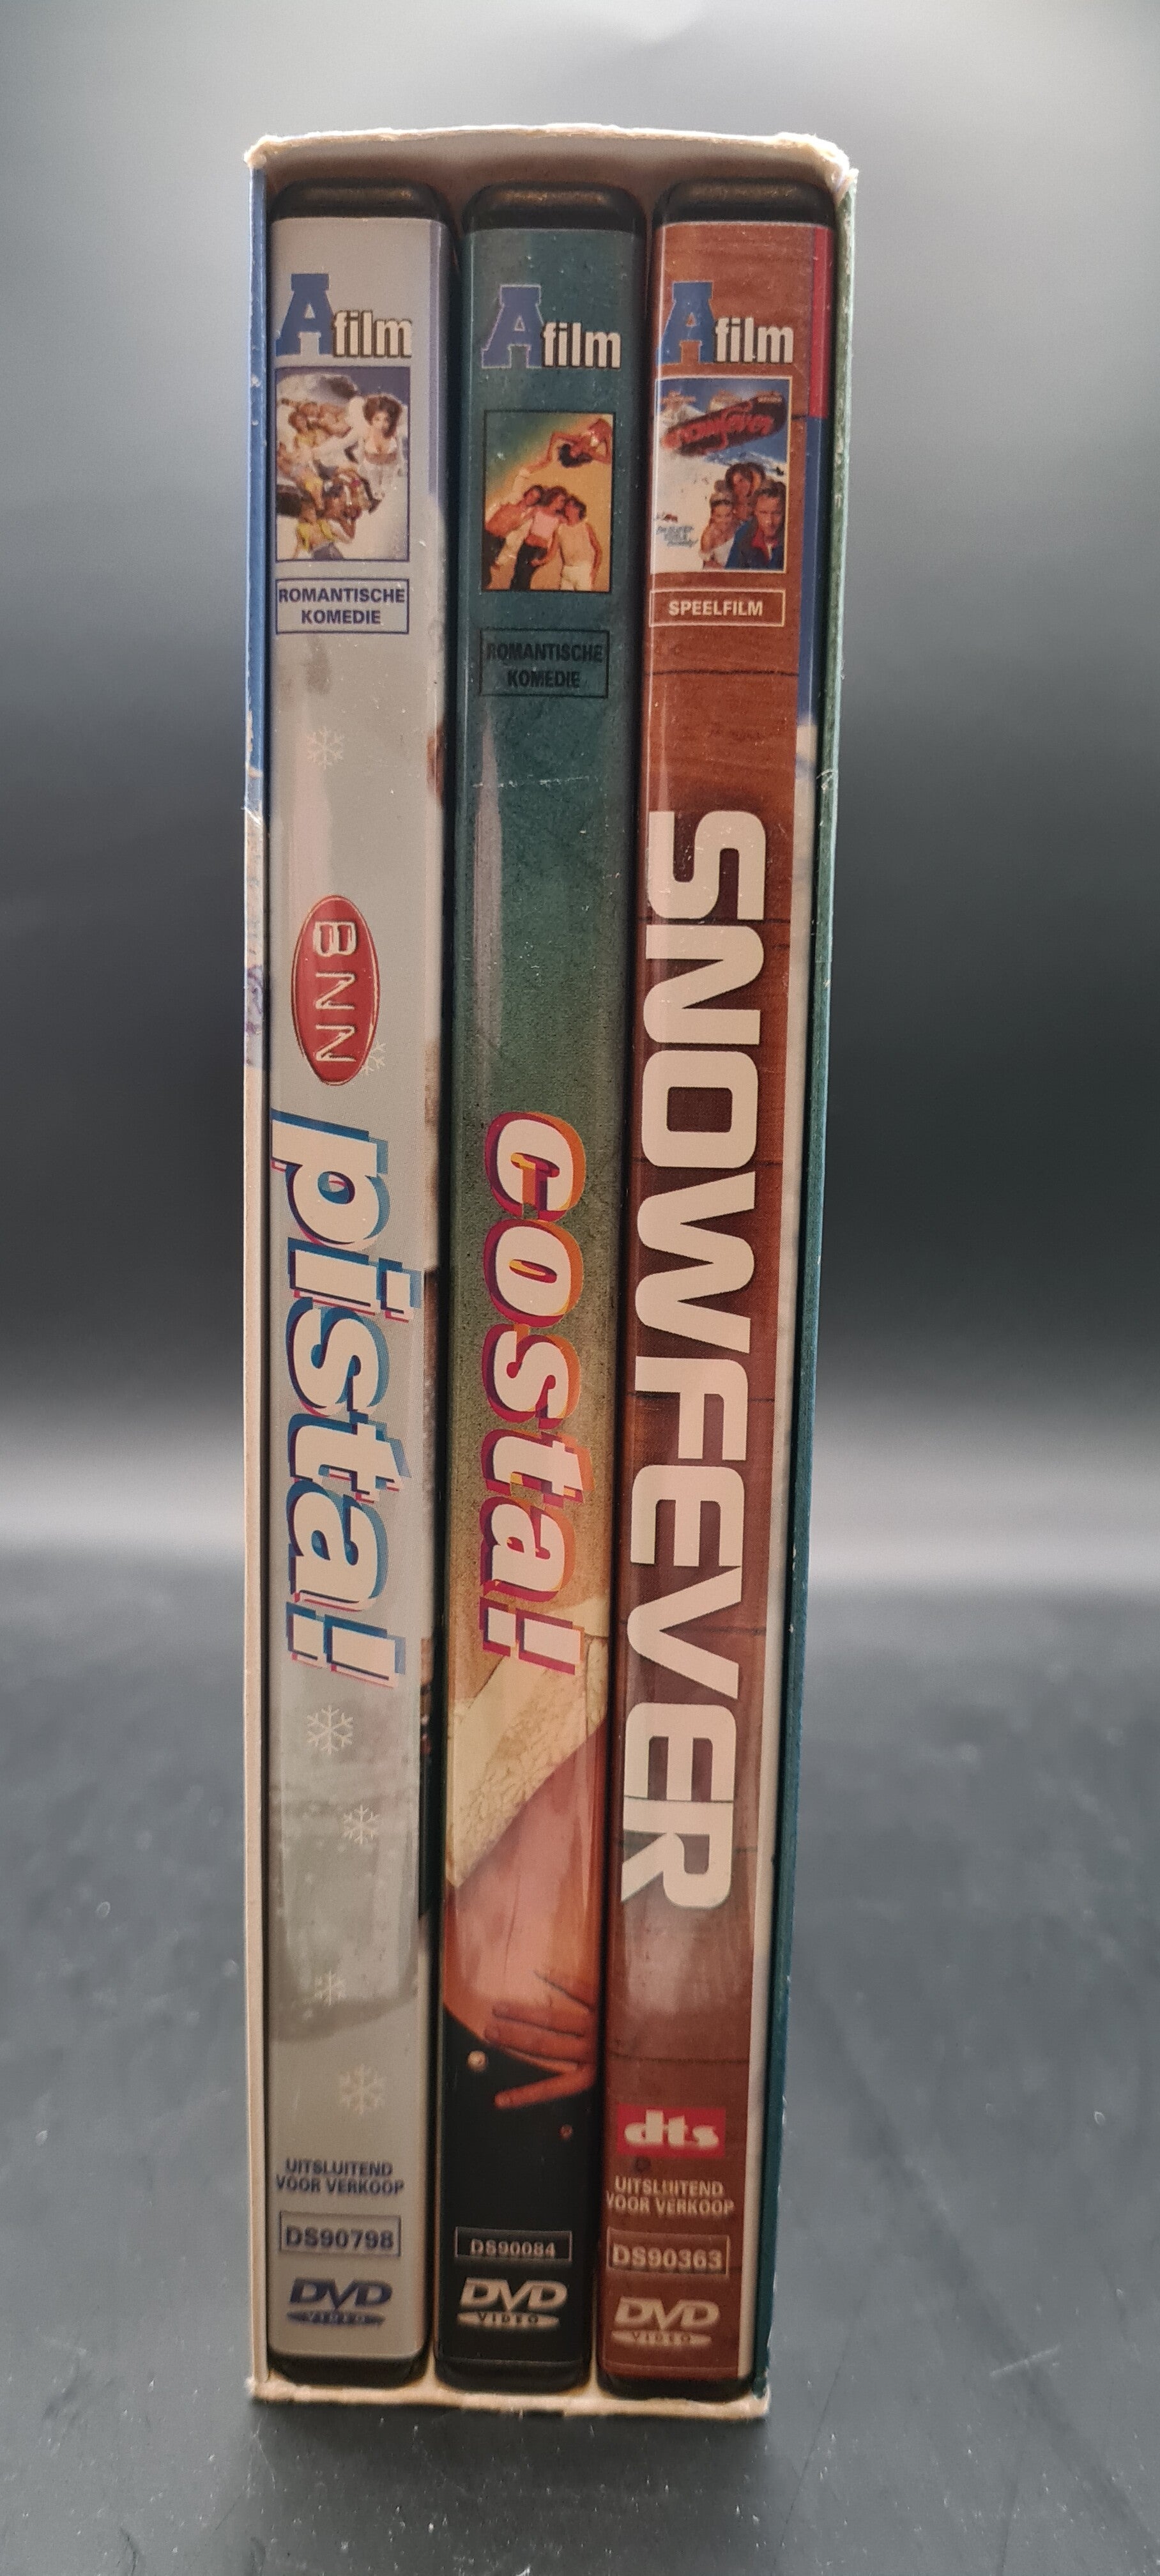 A film
ROMANTISCHE
KOMEDIE
BNN
pista!
UITSLUITEND
VOOR VERKOOP
DS90798
DVD
VIDEO
A film
ROMANTISCHE
KOMEDIE
costa!
DS90084
DVD
VIDEO
A film
snowfever
SPEELFILM
SNOWFEVER
dts
UITSLUITEND
VOOR VERKOOP
DS90363
DVD
VIDEO